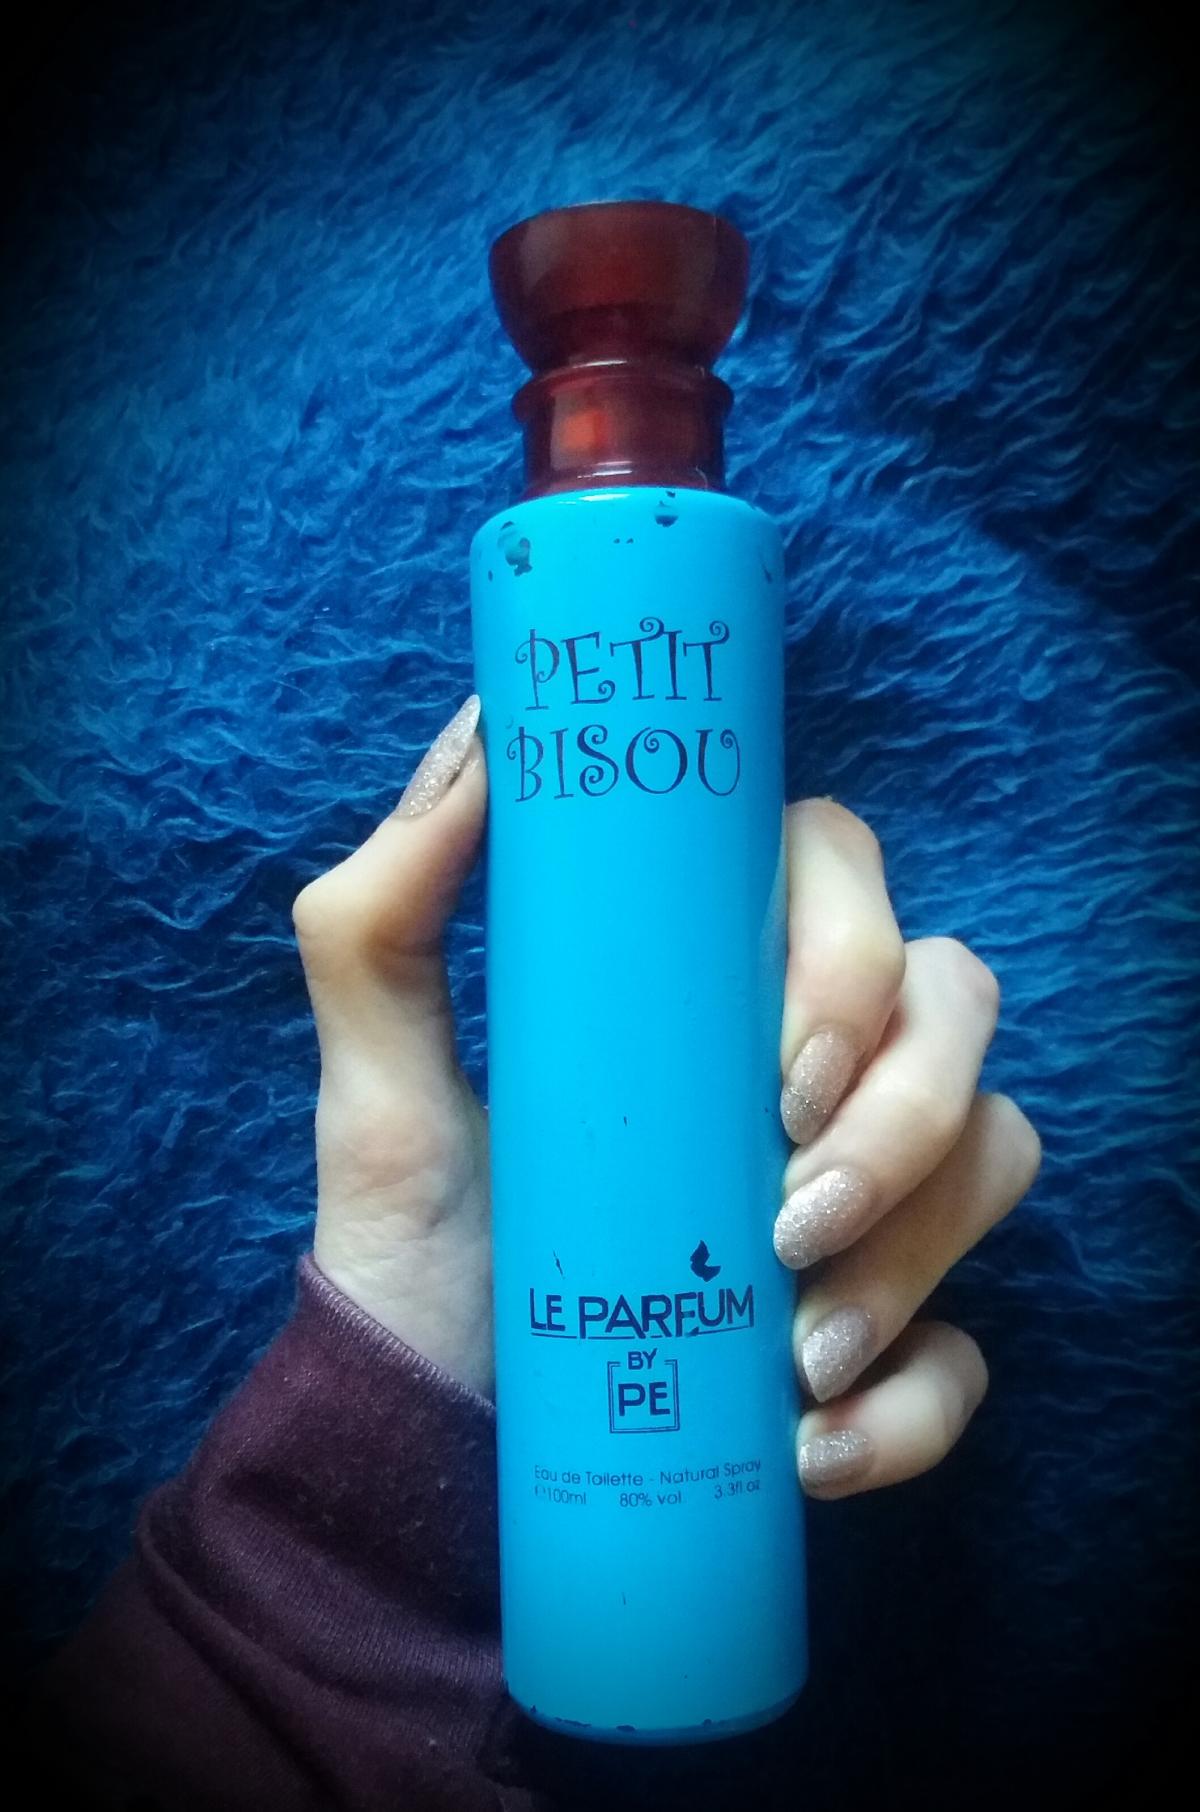 PETIT
BISOU
LE PARFUM
BY
PE
Eau de Toilette - Natural Spray
℮100ml 80% vol. 3.3fl.oz